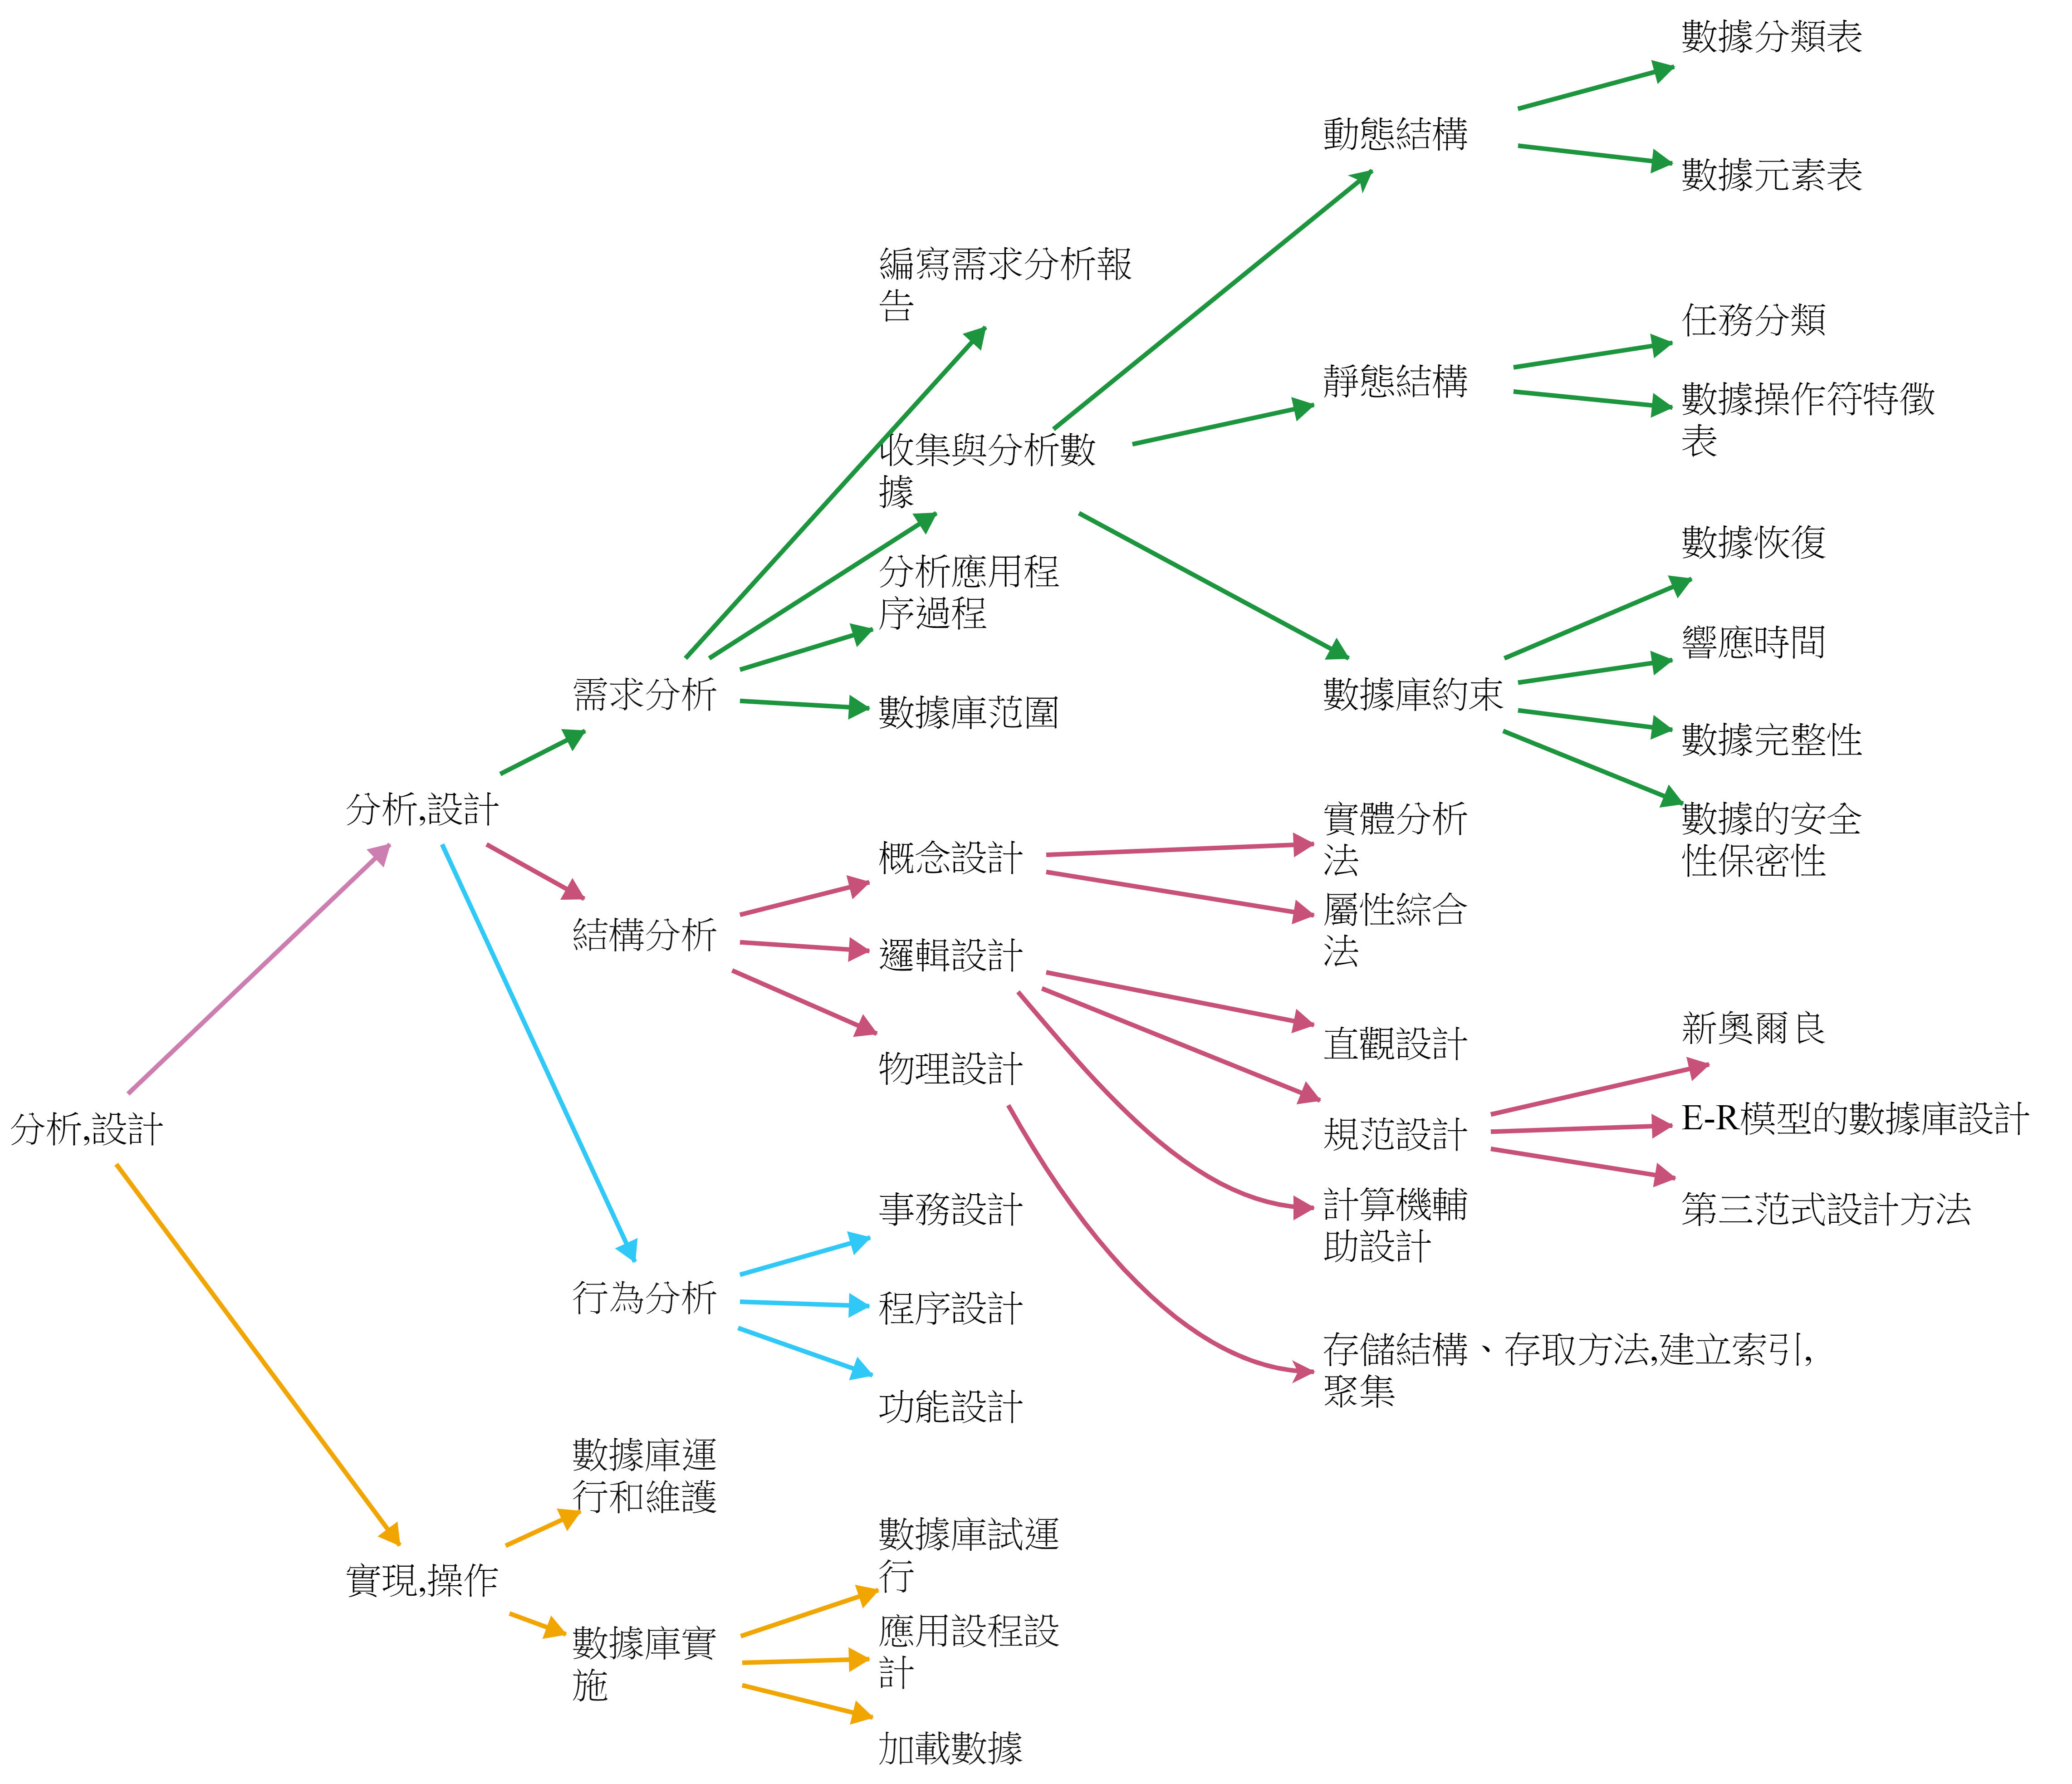 數據分類表
動態結構
數據元素表
編寫需求分析報
告
任務分類
靜態結構
數據操作符特徵
表
收集與分析數
據
數據恢復
分析應用程
序過程
響應時間
需求分析
數據庫范圍
數據庫約束
數據完整性
數據的安全
性保密性
分析,設計
實體分析
法
概念設計
屬性綜合
法
結構分析
邏輯設計
新奧爾良
直觀設計
物理設計
E-R模型的數據庫設計
分析,設計
規范設計
第三范式設計方法
事務設計
計算機輔
助設計
行為分析
程序設計
存儲結構、存取方法,建立索引,
聚集
功能設計
數據庫運
行和維護
數據庫試運
行
實現,操作
應用設程設
計
數據庫實
施
加載數據